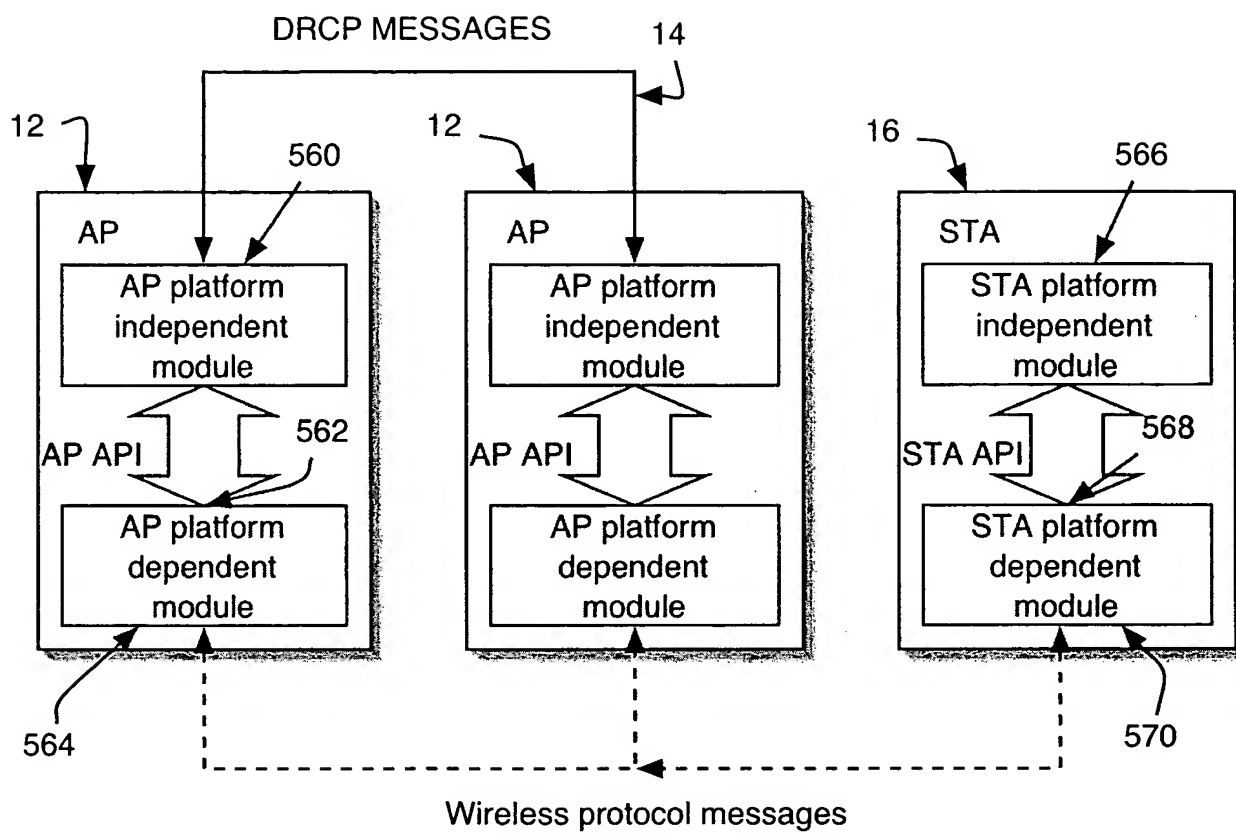 DRCP MESSAGES
14
12
12
16
560
566
AP
AP
STA
AP platform
independent
module
AP platform
independent
module
STA platform
independent
module
AP API
562
AP API
STA API
568
AP platform
dependent
module
AP platform
dependent
module
STA platform
dependent
module
564
570
Wireless protocol messages